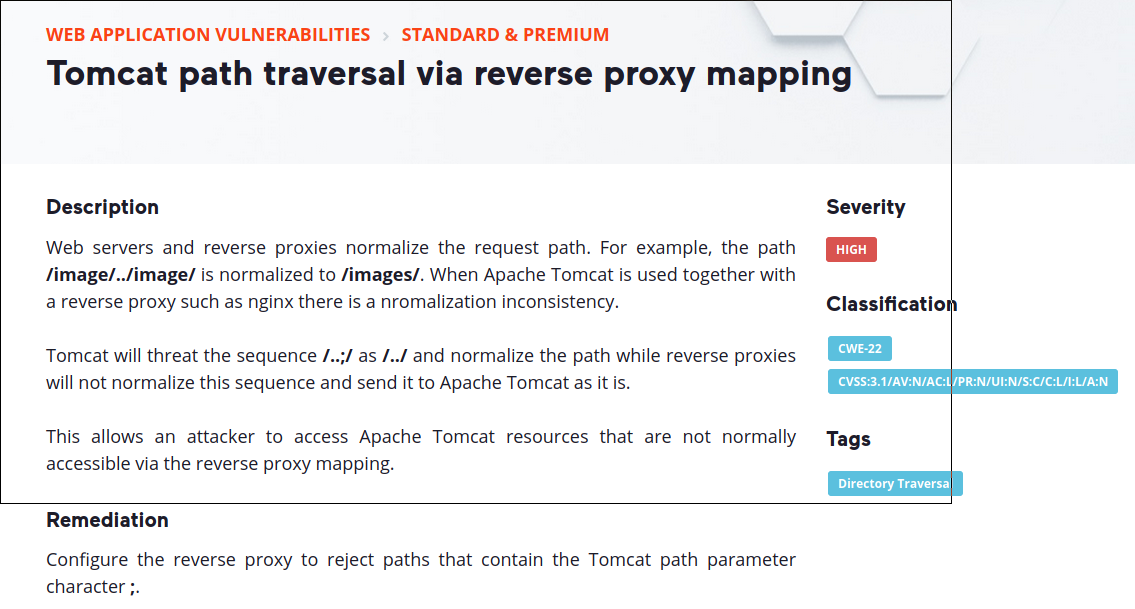 WEB APPLICATION VULNERABILITIES › STANDARD & PREMIUM
Tomcat path traversal via reverse proxy mapping
Description
Web servers and reverse proxies normalize the request path. For example, the path
/image/../image/ is normalized to /images/. When Apache Tomcat is used together with
a reverse proxy such as nginx there is a nromalization inconsistency.
Tomcat will threat the sequence /..;/ as /../ and normalize the path while reverse proxies
will not normalize this sequence and send it to Apache Tomcat as it is.
This allows an attacker to access Apache Tomcat resources that are not normally
accessible via the reverse proxy mapping.
Remediation
Configure the reverse proxy to reject paths that contain the Tomcat path parameter
character ;.
Severity
HIGH
Classification
CWE-22
CVSS:3.1/AV:N/AC:L/PR:N/UI:N/S:C/C:L/I:L/A:N
Tags
Directory Traversal